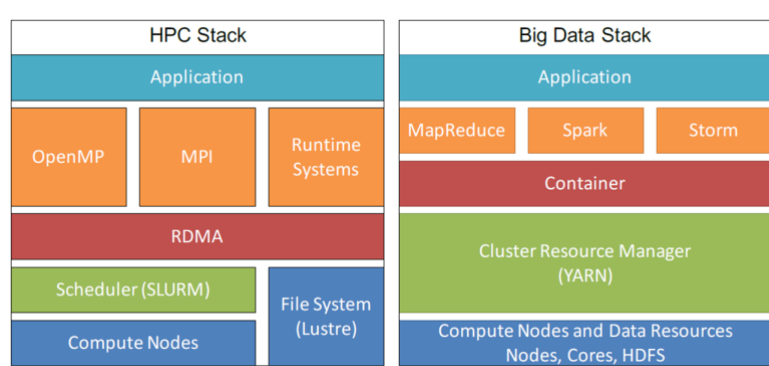 HPC Stack
Application
OpenMP
MPI
Runtime
Systems
RDMA
Scheduler (SLURM)
File System
(Lustre)
Compute Nodes
Big Data Stack
Application
MapReduce
Spark
Storm
Container
Cluster Resource Manager
(YARN)
Compute Nodes and Data Resources
Nodes, Cores, HDFS